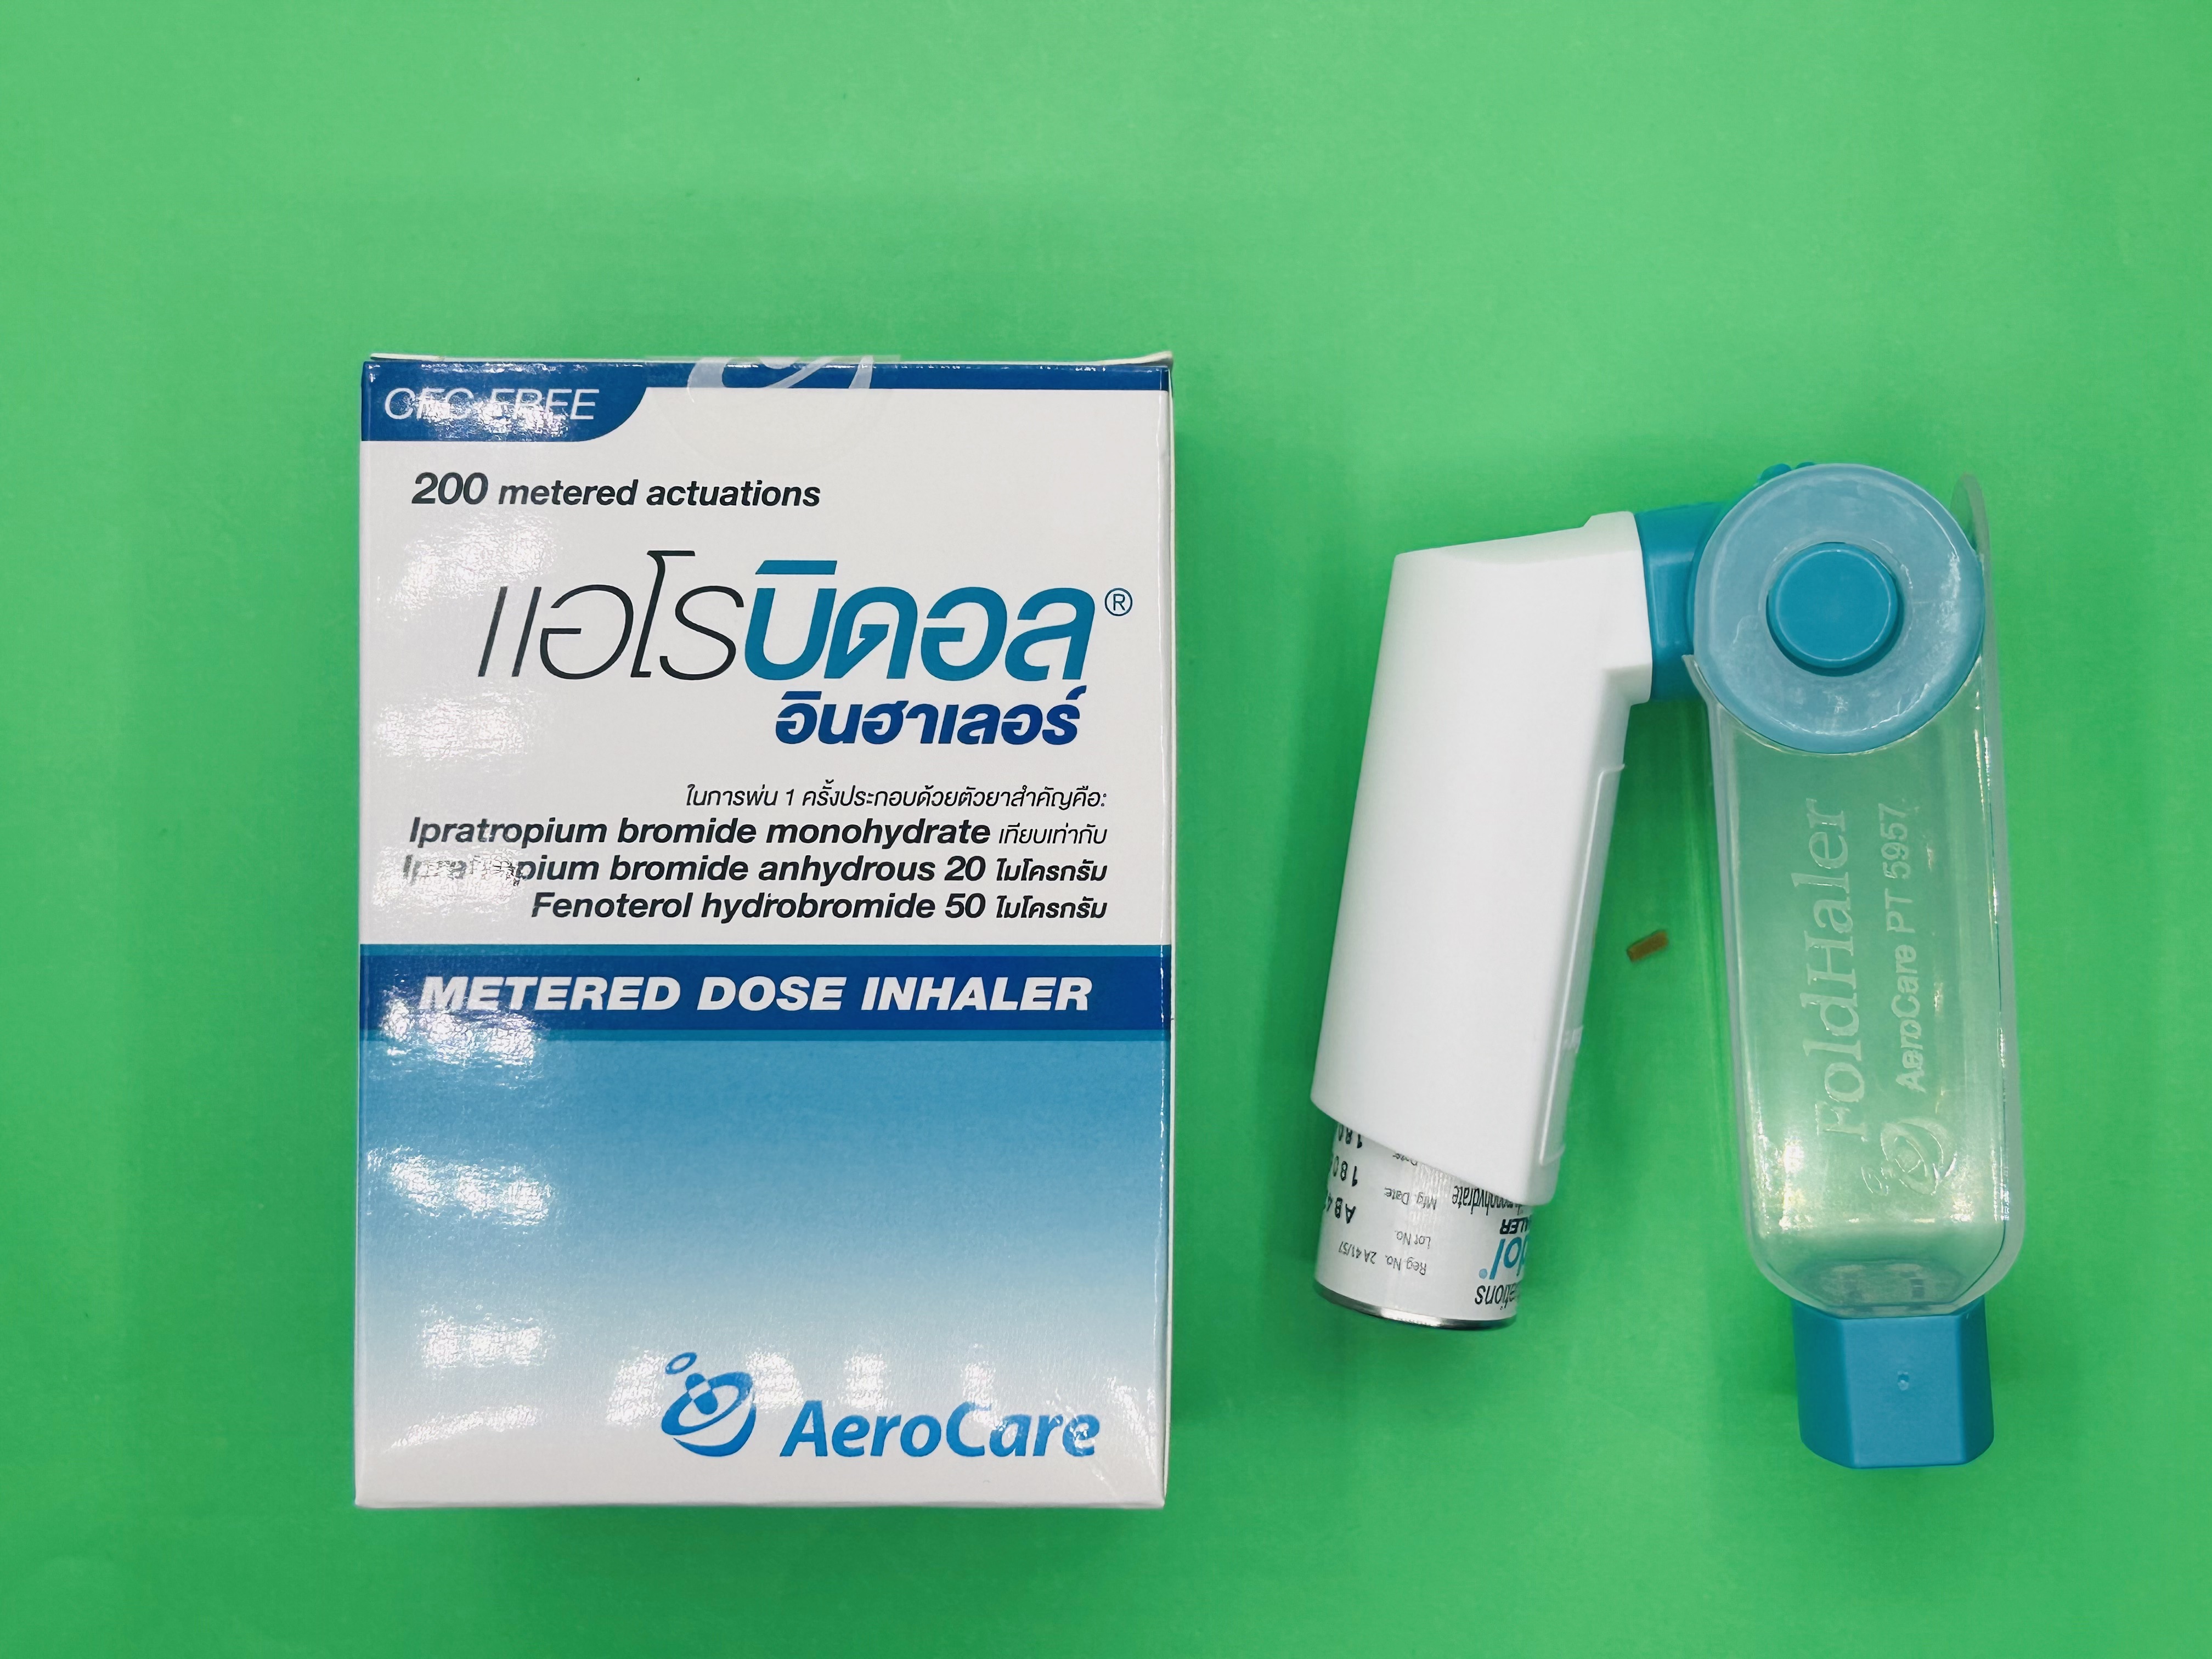 CFC FREE
200 metered actuations
แอโรบิดอล®
อินฮาเลอร์
ในการพ่น 1 ครั้งประกอบด้วยตัวยาสำคัญคือ:
Ipratropium bromide monohydrate เทียบเท่ากับ
Ipratropium bromide anhydrous 20 ไมโครกรัม
Fenoterol hydrobromide 50 ไมโครกรัม
METERED DOSE INHALER
AeroCare
Reg No. 2A 41/57
Lot No.
Mfg. Date:
FoldHaler
AeroCare PT 5957